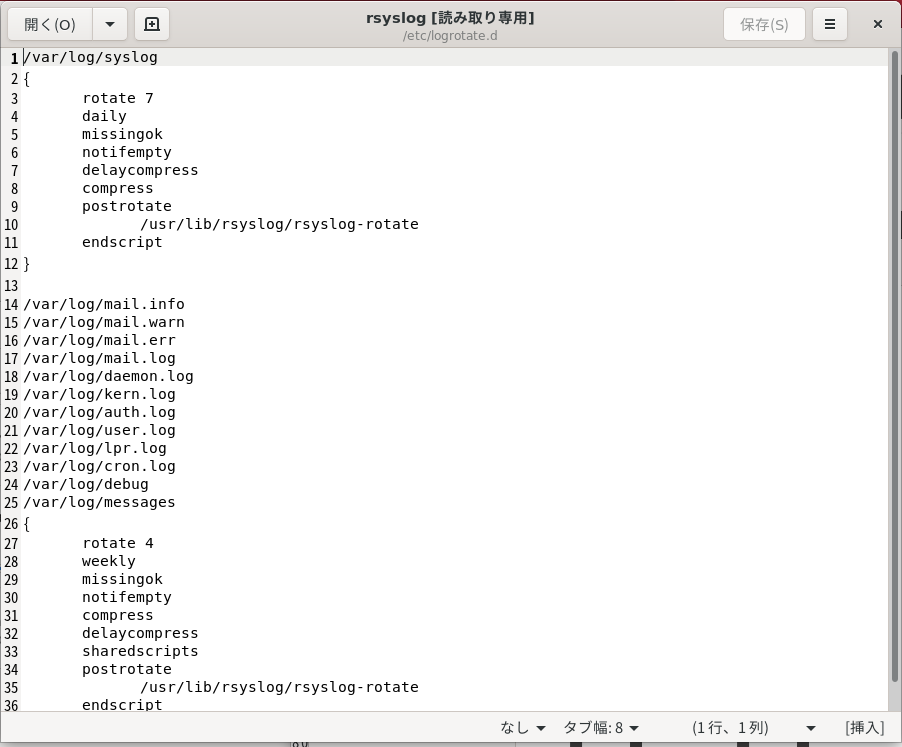 開く(O)
rsyslog [読み取り専用]
/etc/logrotate.d
保存(S)
1 /var/log/syslog
2 {
3 rotate 7
4 daily
5 missingok
6 notifempty
7 delaycompress
8 compress
9 postrotate
10 /usr/lib/rsyslog/rsyslog-rotate
11 endscript
12 }
13
14 /var/log/mail.info
15 /var/log/mail.warn
16 /var/log/mail.err
17 /var/log/mail.log
18 /var/log/daemon.log
19 /var/log/kern.log
20 /var/log/auth.log
21 /var/log/user.log
22 /var/log/lpr.log
23 /var/log/cron.log
24 /var/log/debug
25 /var/log/messages
26 {
27 rotate 4
28 weekly
29 missingok
30 notifempty
31 compress
32 delaycompress
33 sharedscripts
34 postrotate
35 /usr/lib/rsyslog/rsyslog-rotate
36 endscript
なし タブ幅: 8 (1 行、1 列) [挿入]